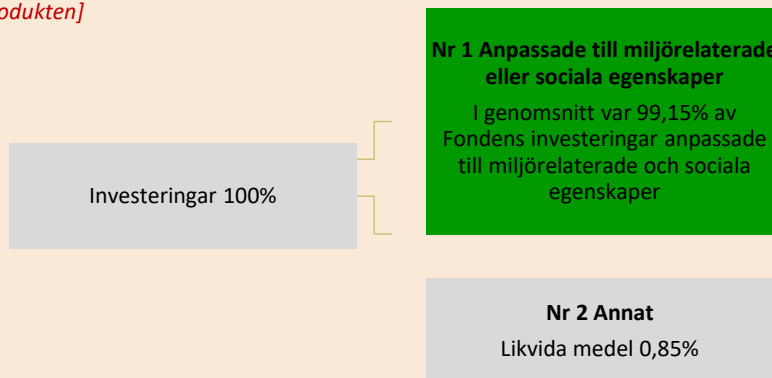 odukten]
Nr 1 Anpassade till miljörelaterade
eller sociala egenskaper
I genomsnitt var 99,15% av
Fondens investeringar anpassade
till miljörelaterade och sociala
egenskaper
Investeringar 100%
Nr 2 Annat
Likvida medel 0,85%